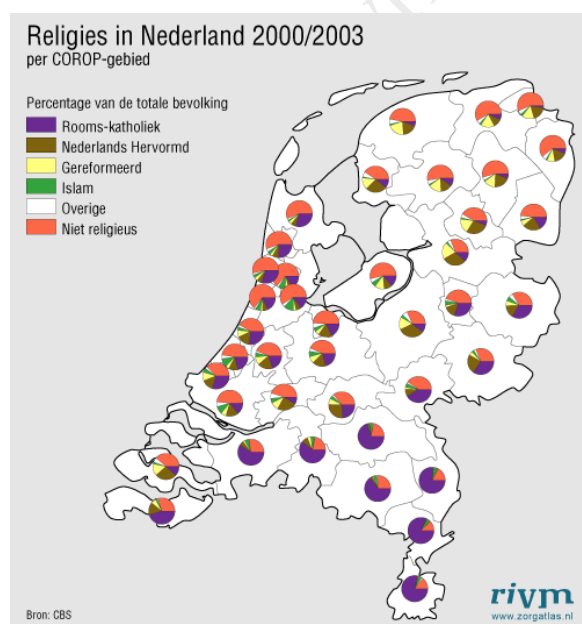 Religies in Nederland 2000/2003
per COROP-gebied
Percentage van de totale bevolking
Rooms-katholiek
Nederlands Hervormd
Gereformeerd
Islam
Overige
Niet religieus
Bron: CBS
rivm
www.zorgatlas.nl